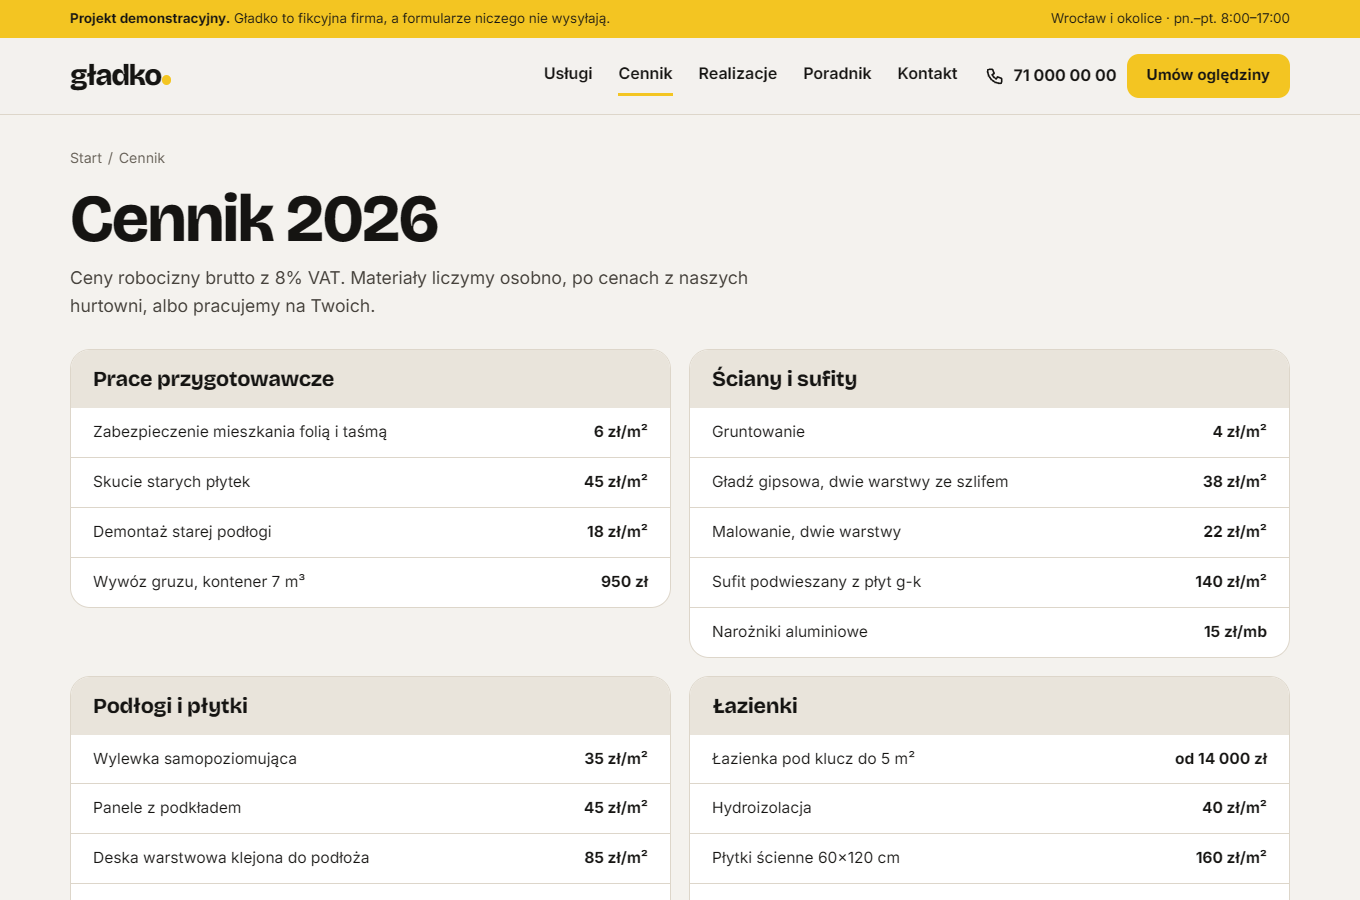 Projekt demonstracyjny. Gładko to fikcyjna firma, a formularze niczego nie wysyłają.
Wrocław i okolice · pn.–pt. 8:00–17:00
gładko.
Usługi
Cennik
Realizacje
Poradnik
Kontakt
71 000 00 00
Umów oględziny
Start / Cennik
Cennik 2026
Ceny robocizny brutto z 8% VAT. Materiały liczymy osobno, po cenach z naszych
hurtowni, albo pracujemy na Twoich.
Prace przygotowawcze
Zabezpieczenie mieszkania folią i taśmą 6 zł/m²
Skucie starych płytek 45 zł/m²
Demontaż starej podłogi 18 zł/m²
Wywóz gruzu, kontener 7 m³ 950 zł
Ściany i sufity
Gruntowanie 4 zł/m²
Gładź gipsowa, dwie warstwy ze szlifem 38 zł/m²
Malowanie, dwie warstwy 22 zł/m²
Sufit podwieszany z płyt g-k 140 zł/m²
Narożniki aluminiowe 15 zł/mb
Podłogi i płytki
Wylewka samopoziomująca 35 zł/m²
Panele z podkładem 45 zł/m²
Deska warstwowa klejona do podłoża 85 zł/m²
Łazienki
Łazienka pod klucz do 5 m² od 14 000 zł
Hydroizolacja 40 zł/m²
Płytki ścienne 60×120 cm 160 zł/m²